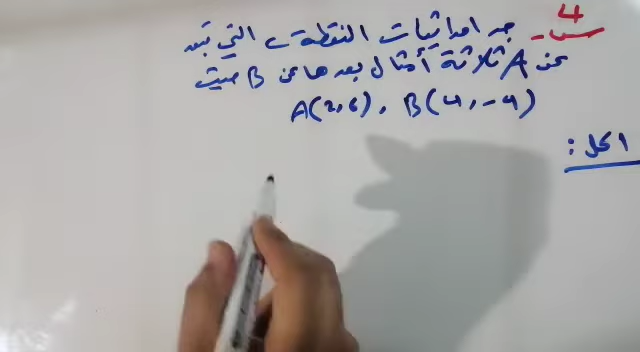 س4- جد احداثيات النقطة C التي تبعد
عن A ثلاثة أمثال بعدها عن B حيث
A(2,6) , B(4,-4)
الحل :